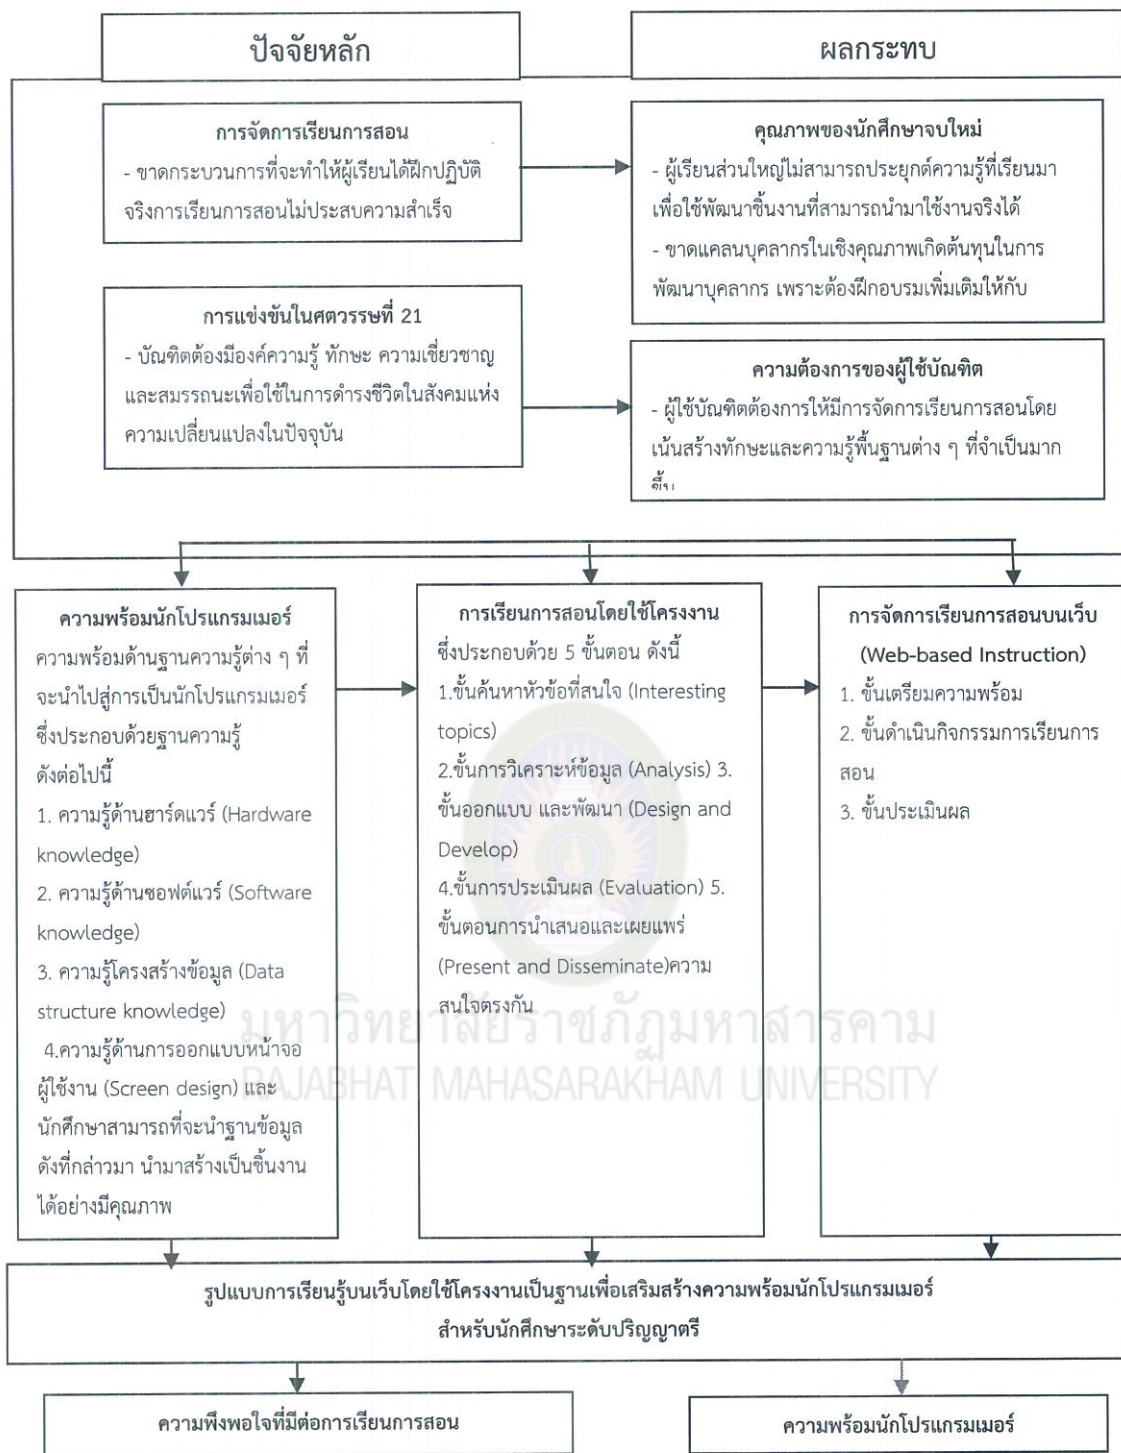 ปัจจัยหลัก
ผลกระทบ
การจัดการเรียนการสอน
- ขาดกระบวนการที่จะทำให้ผู้เรียนได้ฝึกปฏิบัติ
จริงการเรียนการสอนไม่ประสบความสำเร็จ
คุณภาพของนักศึกษาจบใหม่
- ผู้เรียนส่วนใหญ่ไม่สามารถประยุกต์ความรู้ที่เรียนมา
เพื่อใช้พัฒนาชิ้นงานที่สามารถนำมาใช้งานจริงได้
- ขาดแคลนบุคลากรในเชิงคุณภาพเกิดต้นทุนในการ
พัฒนาบุคลากร เพราะต้องฝึกอบรมเพิ่มเติมให้กับ
การแข่งขันในศตวรรษที่ 21
- บัณฑิตต้องมีองค์ความรู้ ทักษะ ความเชี่ยวชาญ
และสมรรถนะเพื่อใช้ในการดำรงชีวิตในสังคมแห่ง
ความเปลี่ยนแปลงในปัจจุบัน
ความต้องการของผู้ใช้บัณฑิต
- ผู้ใช้บัณฑิตต้องการให้มีการจัดการเรียนการสอนโดย
เน้นสร้างทักษะและความรู้พื้นฐานต่าง ๆ ที่จำเป็นมาก
ขึ้น
ความพร้อมนักโปรแกรมเมอร์
ความพร้อมด้านฐานความรู้ต่าง ๆ ที่
จะนำไปสู่การเป็นนักโปรแกรมเมอร์
ซึ่งประกอบด้วยฐานความรู้
ดังต่อไปนี้
1. ความรู้ด้านฮาร์ดแวร์ (Hardware
knowledge)
2. ความรู้ด้านซอฟต์แวร์ (Software
knowledge)
3. ความรู้โครงสร้างข้อมูล (Data
structure knowledge)
4.ความรู้ด้านการออกแบบหน้าจอ
ผู้ใช้งาน (Screen design) และ
นักศึกษาสามารถที่จะนำฐานข้อมูล
ดังที่กล่าวมา นำมาสร้างเป็นชิ้นงาน
ได้อย่างมีคุณภาพ
การเรียนการสอนโดยใช้โครงงาน
ซึ่งประกอบด้วย 5 ขั้นตอน ดังนี้
1.ขั้นค้นหาหัวข้อที่สนใจ (Interesting
topics)
2.ขั้นการวิเคราะห์ข้อมูล (Analysis) 3.
ขั้นออกแบบ และพัฒนา (Design and
Develop)
4.ขั้นการประเมินผล (Evaluation) 5.
ขั้นตอนการนำเสนอและเผยแพร่
(Present and Disseminate)ความ
สนใจตรงกัน
การจัดการเรียนการสอนบนเว็บ
(Web-based Instruction)
1. ขั้นเตรียมความพร้อม
2. ขั้นดำเนินกิจกรรมการเรียนการ
สอน
3. ขั้นประเมินผล
มหาวิทยาลัยราชภัฏมหาสารคาม
RAJABHAT MAHASARAKHAM UNIVERSITY
รูปแบบการเรียนรู้บนเว็บโดยใช้โครงงานเป็นฐานเพื่อเสริมสร้างความพร้อมนักโปรแกรมเมอร์
สำหรับนักศึกษาระดับปริญญาตรี
ความพึงพอใจที่มีต่อการเรียนการสอน
ความพร้อมนักโปรแกรมเมอร์